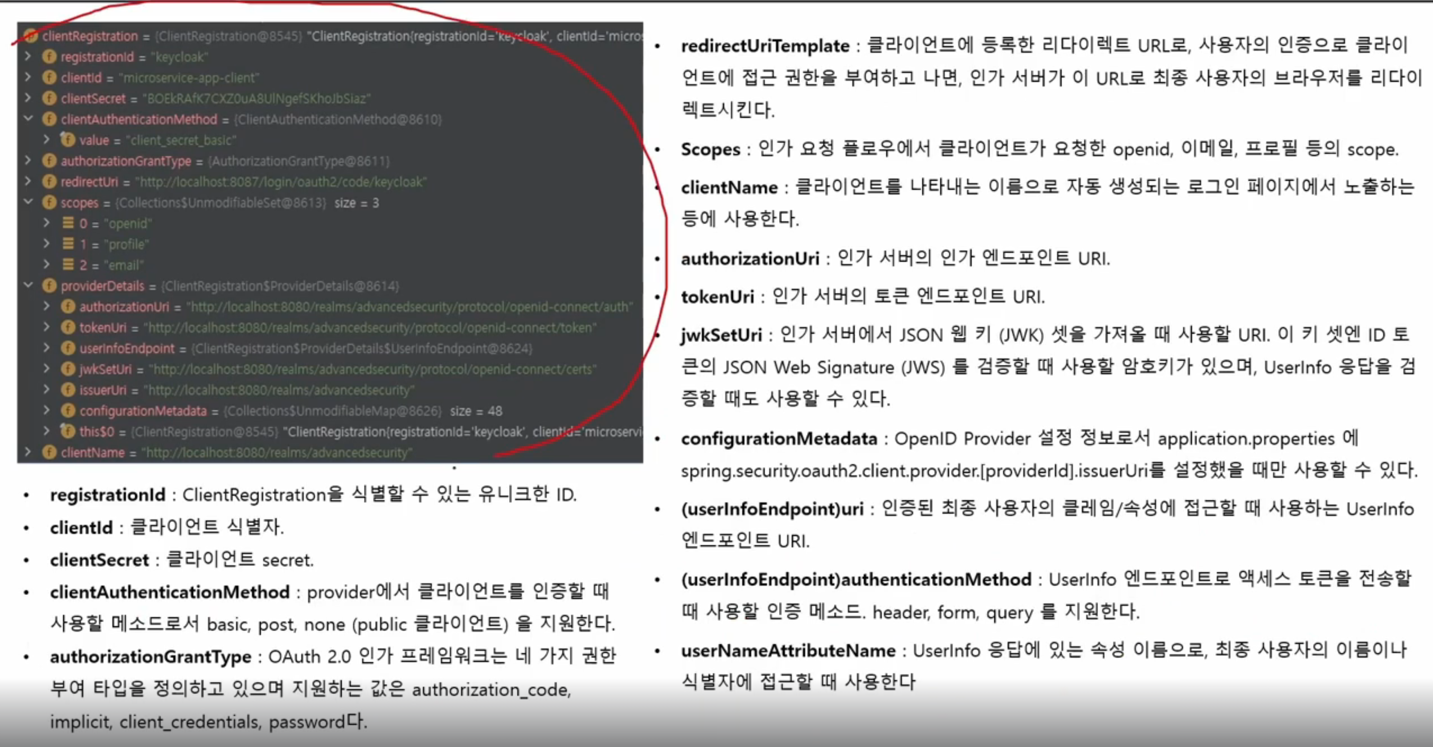 clientRegistration = {ClientRegistration@8545} "ClientRegistration{registrationId='keycloak', clientId='micros
registrationId = "keycloak"
clientId = "microservice-app-client"
clientSecret = "BOEkRAfK7CXZ0uA8UlNgefSKhoJbSiaz"
clientAuthenticationMethod = {ClientAuthenticationMethod@8610}
value = "client_secret_basic"
authorizationGrantType = {AuthorizationGrantType@8611}
redirectUri = "http://localhost:8087/login/oauth2/code/keycloak"
scopes = {Collections$UnmodifiableSet@8613} size = 3
0 = "openid"
1 = "profile"
2 = "email"
providerDetails = {ClientRegistration$ProviderDetails@8614}
authorizationUri = "http://localhost:8080/realms/advancedsecurity/protocol/openid-connect/auth"
tokenUri = "http://localhost:8080/realms/advancedsecurity/protocol/openid-connect/token"
userInfoEndpoint = {ClientRegistration$ProviderDetails$UserInfoEndpoint@8624}
jwkSetUri = "http://localhost:8080/realms/advancedsecurity/protocol/openid-connect/certs"
issuerUri = "http://localhost:8080/realms/advancedsecurity"
configurationMetadata = {Collections$UnmodifiableMap@8626} size = 48
this$0 = {ClientRegistration@8545} "ClientRegistration{registrationId='keycloak', clientId='microservi
clientName = "http://localhost:8080/realms/advancedsecurity"
• registrationId : ClientRegistration을 식별할 수 있는 유니크한 ID.
• clientId : 클라이언트 식별자.
• clientSecret : 클라이언트 secret.
• clientAuthenticationMethod : provider에서 클라이언트를 인증할 때
사용할 메소드로서 basic, post, none (public 클라이언트) 을 지원한다.
• authorizationGrantType : OAuth 2.0 인가 프레임워크는 네 가지 권한
부여 타입을 정의하고 있으며 지원하는 값은 authorization_code,
implicit, client_credentials, password다.
• redirectUriTemplate : 클라이언트에 등록한 리다이렉트 URL로, 사용자의 인증으로 클라이
언트에 접근 권한을 부여하고 나면, 인가 서버가 이 URL로 최종 사용자의 브라우저를 리다이
렉트시킨다.
• Scopes : 인가 요청 플로우에서 클라이언트가 요청한 openid, 이메일, 프로필 등의 scope.
• clientName : 클라이언트를 나타내는 이름으로 자동 생성되는 로그인 페이지에서 노출하는
등에 사용한다.
• authorizationUri : 인가 서버의 인가 엔드포인트 URI.
• tokenUri : 인가 서버의 토큰 엔드포인트 URI.
• jwkSetUri : 인가 서버에서 JSON 웹 키 (JWK) 셋을 가져올 때 사용할 URI. 이 키 셋엔 ID 토
큰의 JSON Web Signature (JWS) 를 검증할 때 사용할 암호키가 있으며, UserInfo 응답을 검
증할 때도 사용할 수 있다.
• configurationMetadata : OpenID Provider 설정 정보로서 application.properties 에
spring.security.oauth2.client.provider.[providerId].issuerUri를 설정했을 때만 사용할 수 있다.
• (userInfoEndpoint)uri : 인증된 최종 사용자의 클레임/속성에 접근할 때 사용하는 UserInfo
엔드포인트 URI.
• (userInfoEndpoint)authenticationMethod : UserInfo 엔드포인트로 액세스 토큰을 전송할
때 사용할 인증 메소드. header, form, query 를 지원한다.
• userNameAttributeName : UserInfo 응답에 있는 속성 이름으로, 최종 사용자의 이름이나
식별자에 접근할 때 사용한다